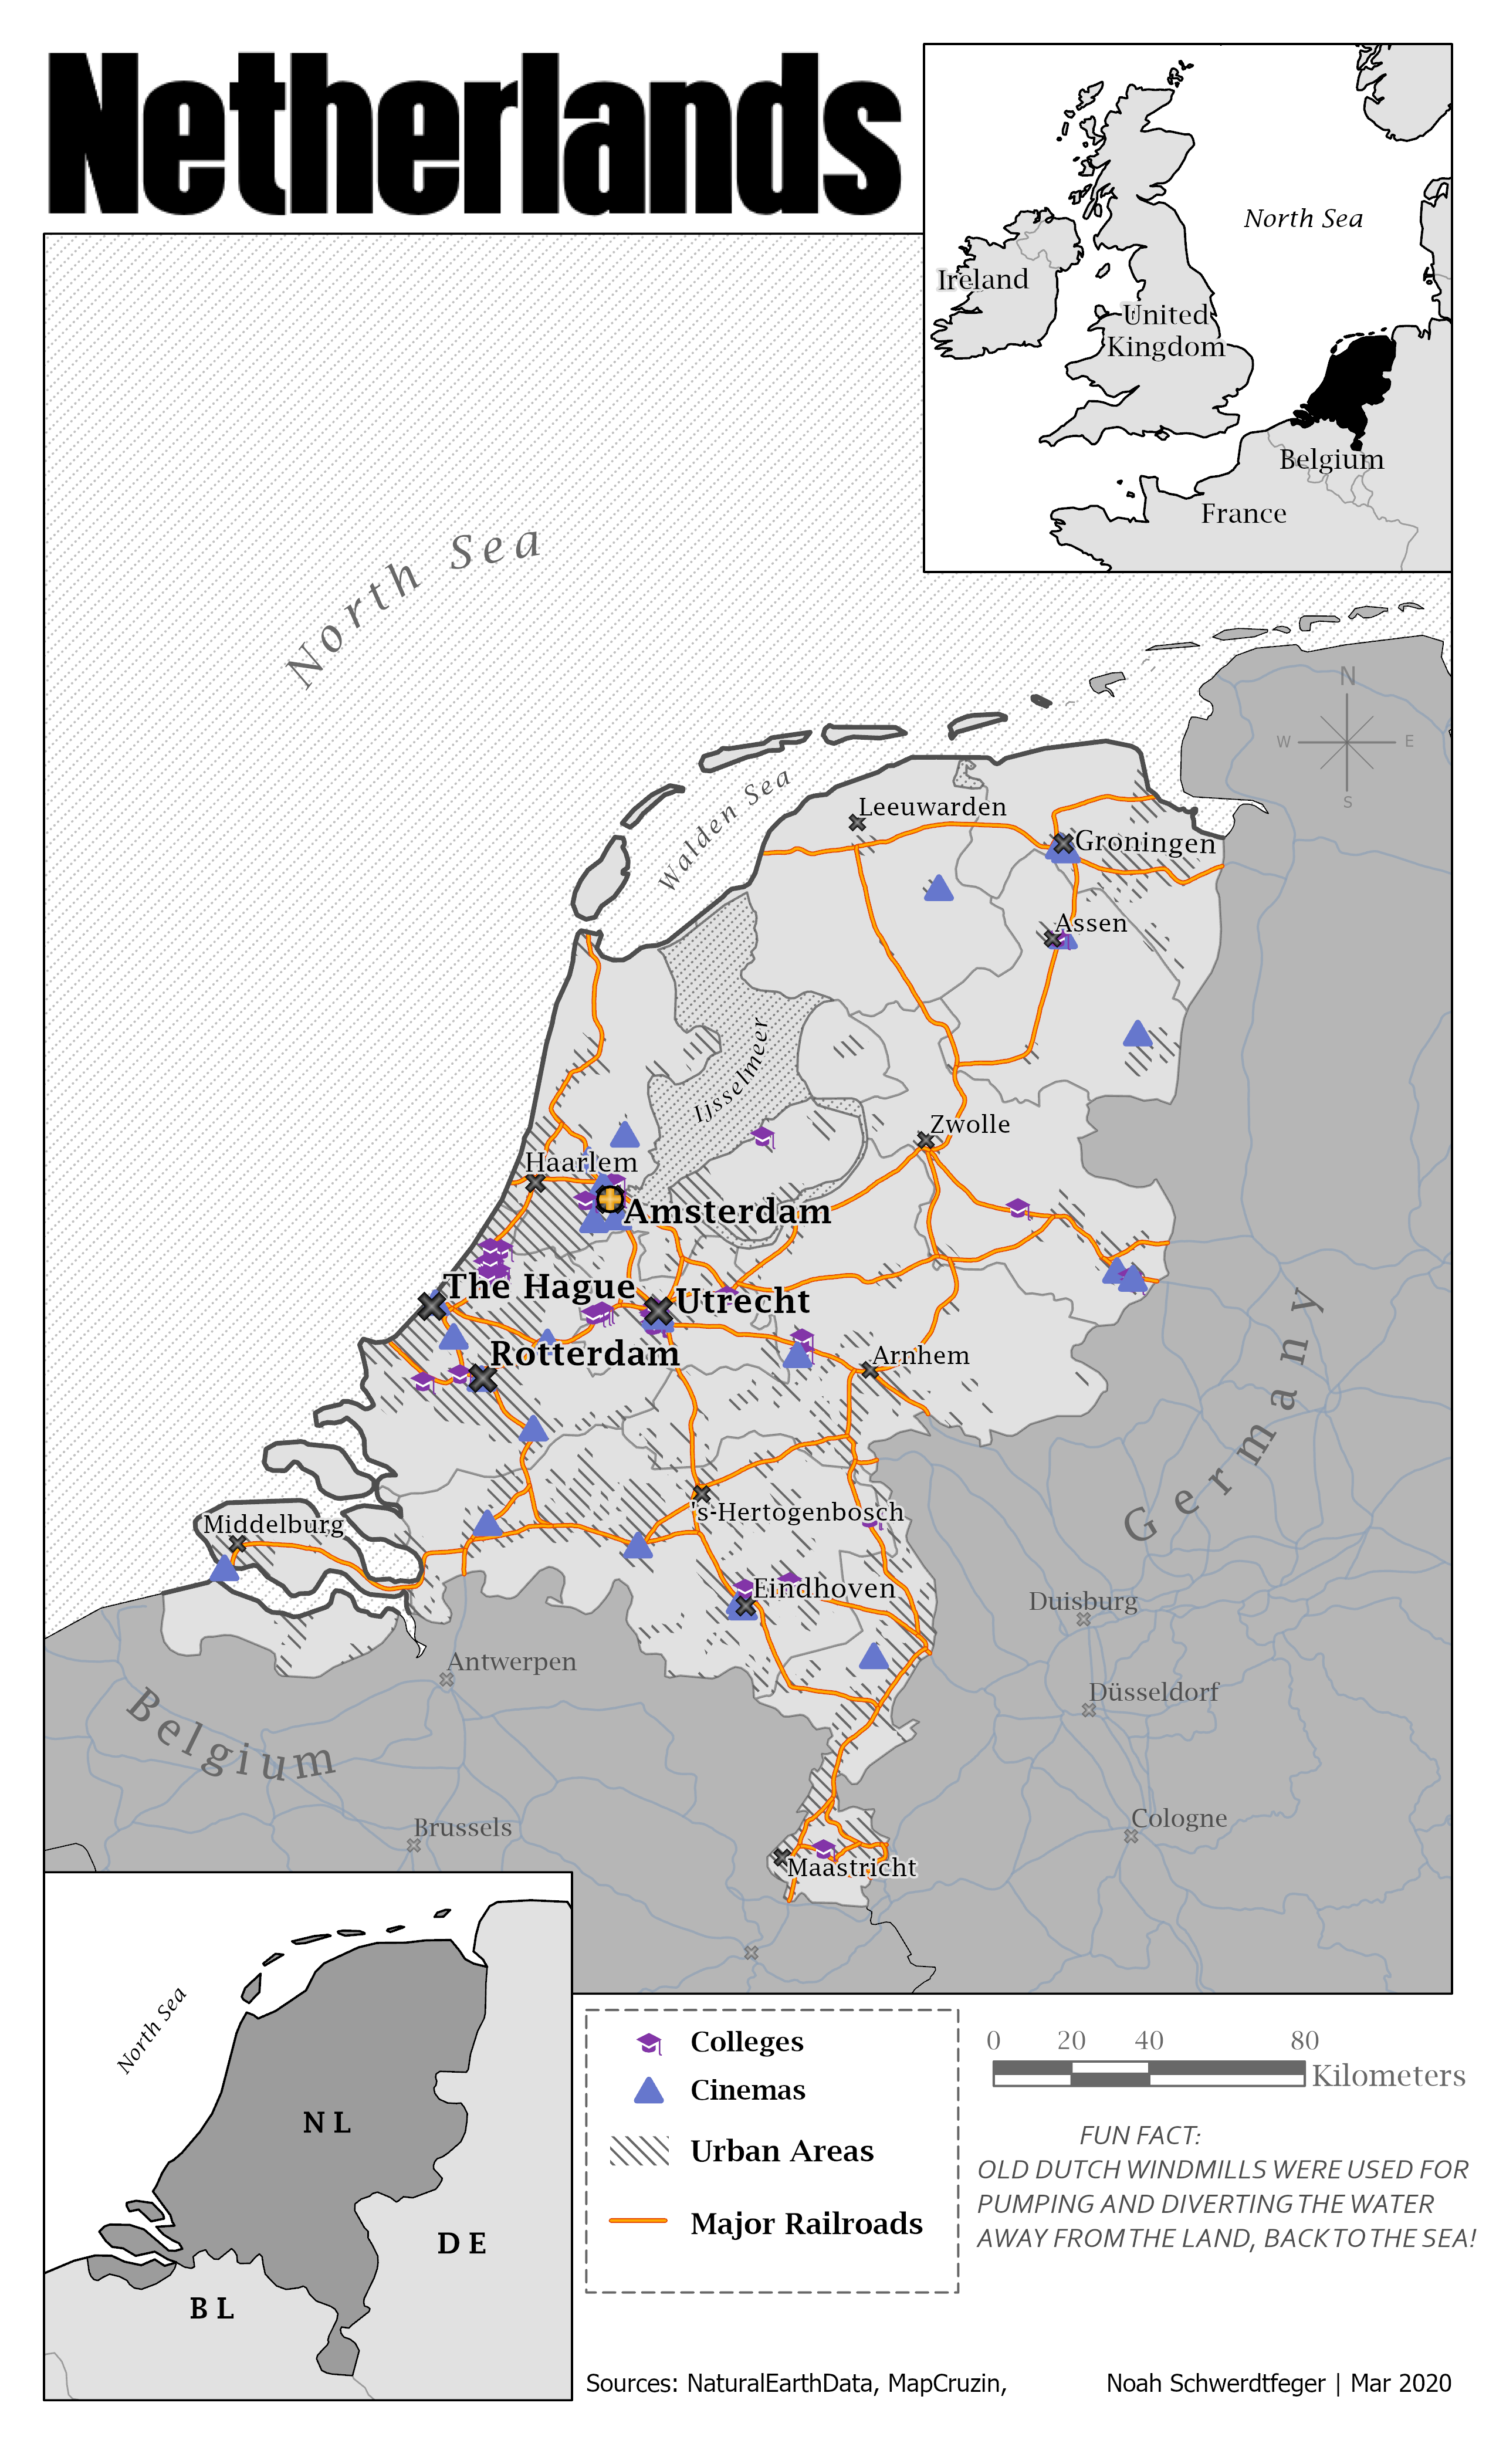 Netherlands
North Sea
Ireland
United
Kingdom
Belgium
France
North Sea
N
W
E
S
Walden Sea
Leeuwarden
Groningen
Assen
Ijsselmeer
Zwolle
Haarlem
Amsterdam
The Hague
Utrecht
Rotterdam
Arnhem
Germany
's-Hertogenbosch
Middelburg
Eindhoven
Duisburg
Antwerpen
Düsseldorf
Belgium
Cologne
Brussels
Maastricht
North Sea
NL
DE
BL
Colleges
Cinemas
Urban Areas
Major Railroads
0 20 40 80
Kilometers
FUN FACT:
OLD DUTCH WINDMILLS WERE USED FOR
PUMPING AND DIVERTING THE WATER
AWAY FROM THE LAND, BACK TO THE SEA!
Sources: NaturalEarthData, MapCruzin,
Noah Schwerdtfeger | Mar 2020